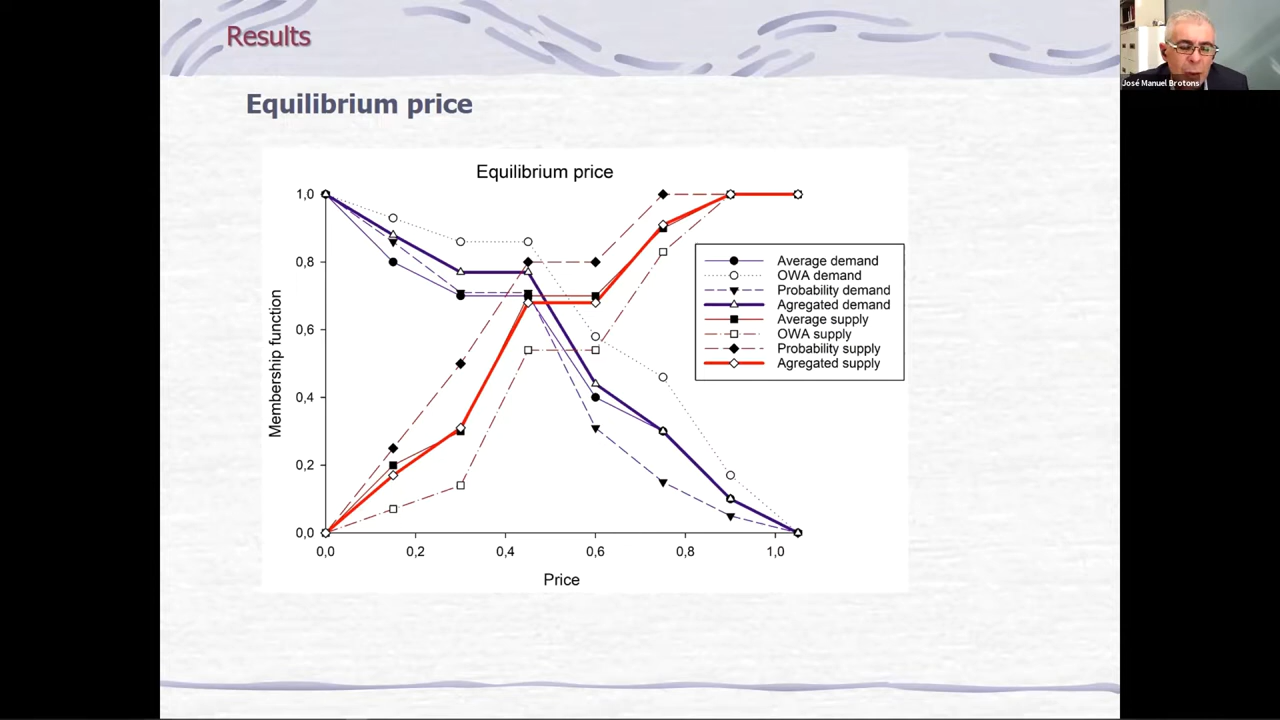 Results
José Manuel Brotons
Equilibrium price
Equilibrium price
1,0
0,8
0,6
0,4
0,2
0,0
Membership function
0,0 0,2 0,4 0,6 0,8 1,0
Price
Average demand
OWA demand
Probability demand
Agregated demand
Average supply
OWA supply
Probability supply
Agregated supply